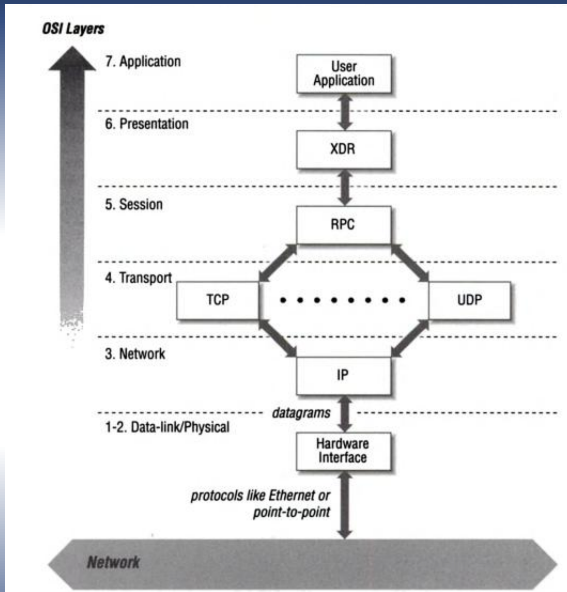 OSI Layers
7. Application
User
Application
6. Presentation
XDR
5. Session
RPC
4. Transport
TCP
UDP
3. Network
IP
datagrams
1-2. Data-link/Physical
Hardware
Interface
protocols like Ethernet or
point-to-point
Network